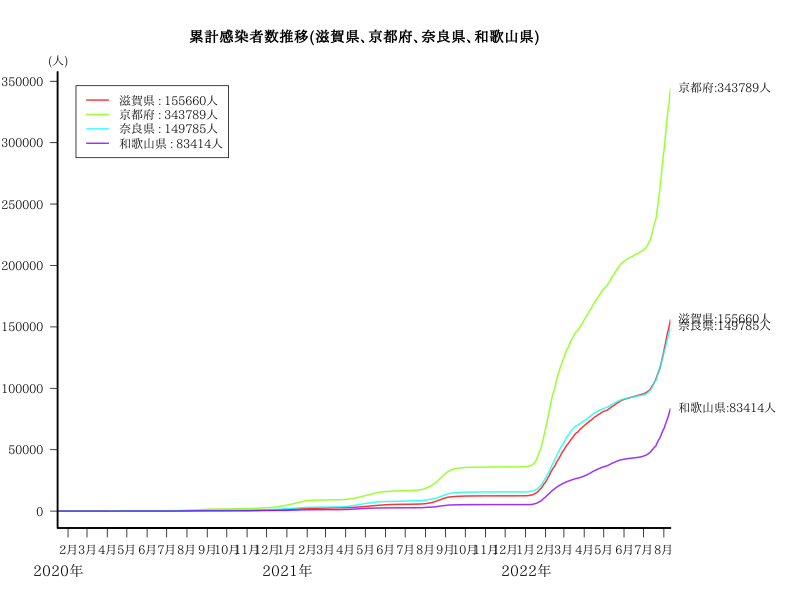 累計感染者数推移(滋賀県、京都府、奈良県、和歌山県)
(人)
350000
300000
250000
200000
150000
100000
50000
0
滋賀県 : 155660人
京都府 : 343789人
奈良県 : 149785人
和歌山県 : 83414人
京都府:343789人
滋賀県:155660人
奈良県:149785人
和歌山県:83414人
2月3月 4月5月 6月7月 8月 9月10月11月12月1月 2月3月 4月 5月 6月 7月 8月 9月10月11月12月1月 2月3月 4月 5月 6月7月 8月
2020年 2021年 2022年